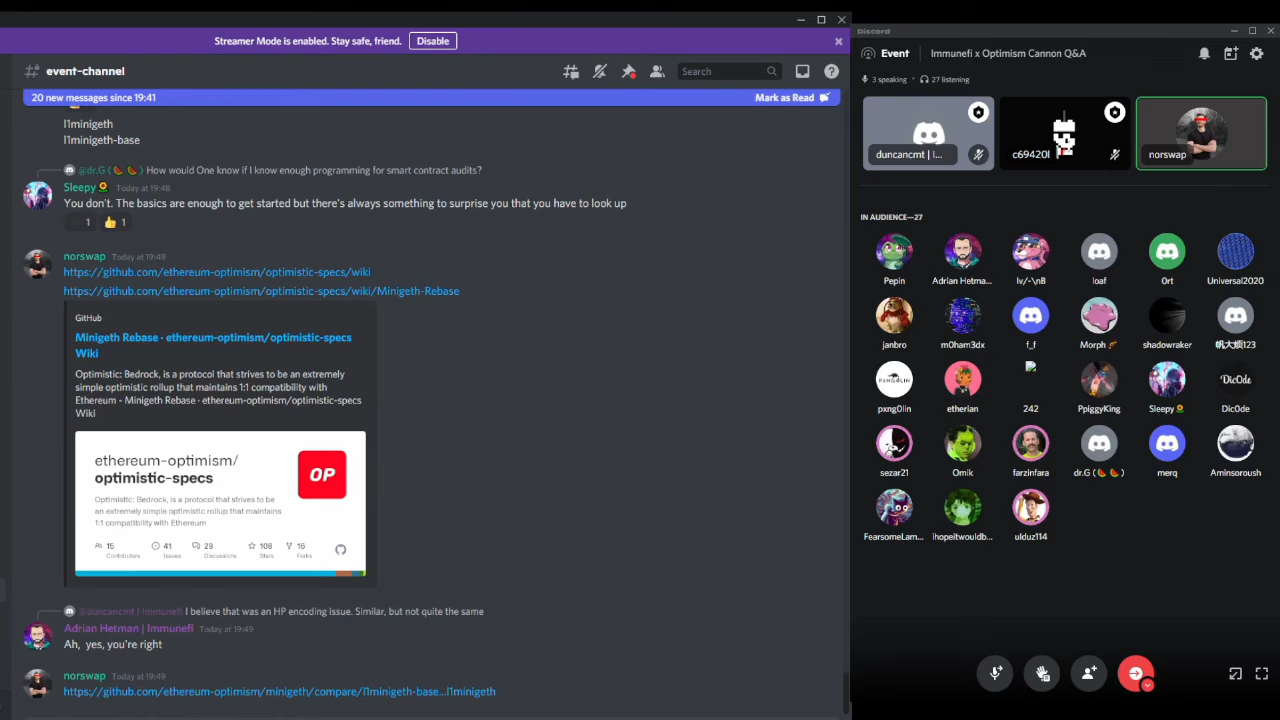 Streamer Mode is enabled. Stay safe, friend.
Disable
event-channel
Search
20 new messages since 19:41
Mark as Read
l1minigeth
l1minigeth-base
@dr.G (🍉🍉) How would One know if I know enough programming for smart contract audits?
Sleepy🌻 Today at 19:48
You don't. The basics are enough to get started but there's always something to surprise you that you have to look up
1
👍 1
norswap Today at 19:49
https://github.com/ethereum-optimism/optimistic-specs/wiki
https://github.com/ethereum-optimism/optimistic-specs/wiki/Minigeth-Rebase
GitHub
Minigeth Rebase · ethereum-optimism/optimistic-specs
Wiki
Optimistic: Bedrock, is a protocol that strives to be an extremely
simple optimistic rollup that maintains 1:1 compatibility with
Ethereum - Minigeth Rebase · ethereum-optimism/optimistic-specs
Wiki
ethereum-optimism/
optimistic-specs
OP
Optimistic: Bedrock, is a protocol that strives to be
an extremely simple optimistic rollup that maintains
1:1 compatibility with Ethereum
15
Contributors
41
Issues
29
Discussions
108
Stars
16
Forks
@duncancmt | Immunefi I believe that was an HP encoding issue. Similar, but not quite the same
Adrian Hetman | Immunefi Today at 19:49
Ah, yes, you're right
norswap Today at 19:49
https://github.com/ethereum-optimism/minigeth/compare/l1minigeth-base...l1minigeth
Discord
Event
Immunefi x Optimism Cannon Q&A
3 speaking · 27 listening
duncancmt | I...
c69420l
norswap
IN AUDIENCE—27
Pepin
Adrian Hetma...
lv/-\nB
loaf
0rt
Universal2020
janbro
m0ham3dx
f_f
Morph
shadowraker
123
PANGOLIN
DicOde
pxng0lin
etherian
242
PpiggyKing
Sleepy🌻
Dic0de
sezar21
Omik
farzinfara
dr.G (🍉🍉)
merq
Aminsoroush
FearsomeLam...
ihopeitwouldb...
ulduz114